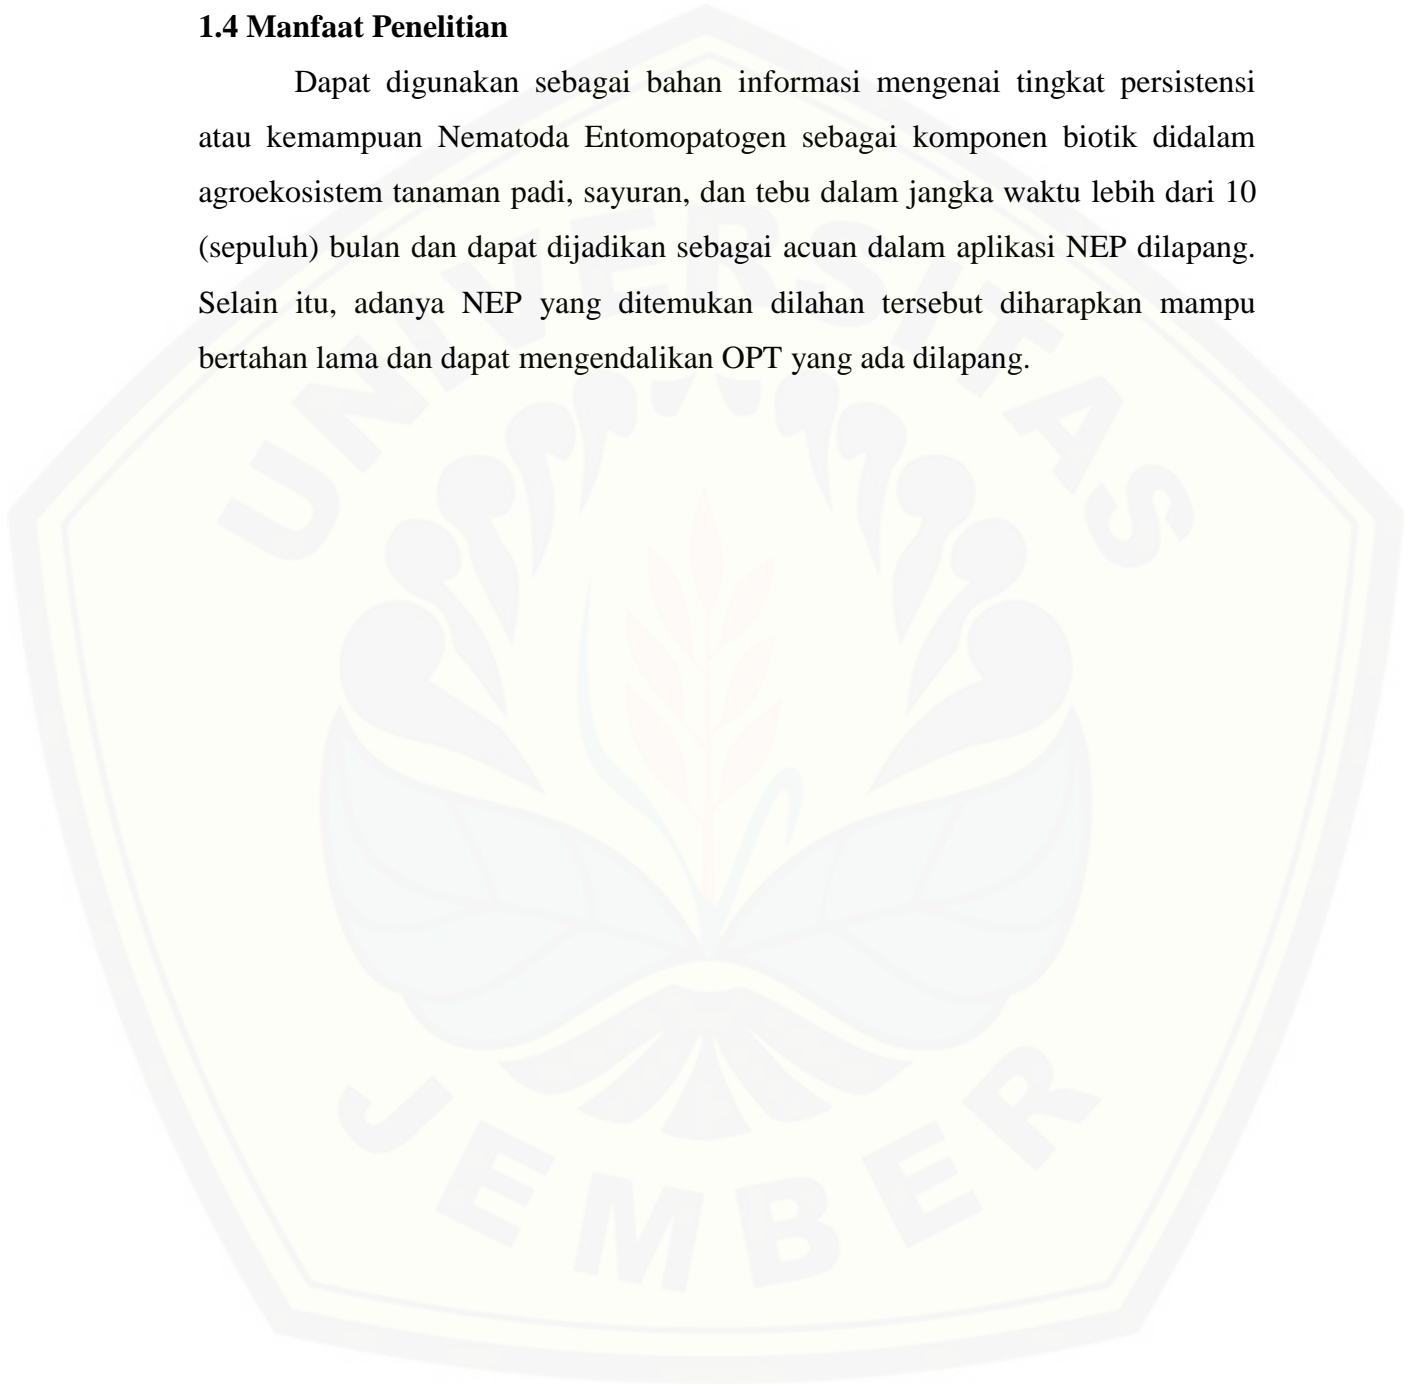 1.4 Manfaat Penelitian
Dapat digunakan sebagai bahan informasi mengenai tingkat persistensi
atau kemampuan Nematoda Entomopatogen sebagai komponen biotik didalam
agroekosistem tanaman padi, sayuran, dan tebu dalam jangka waktu lebih dari 10
(sepuluh) bulan dan dapat dijadikan sebagai acuan dalam aplikasi NEP dilapang.
Selain itu, adanya NEP yang ditemukan dilahan tersebut diharapkan mampu
bertahan lama dan dapat mengendalikan OPT yang ada dilapang.
UNIVERSITAS
JEMBER